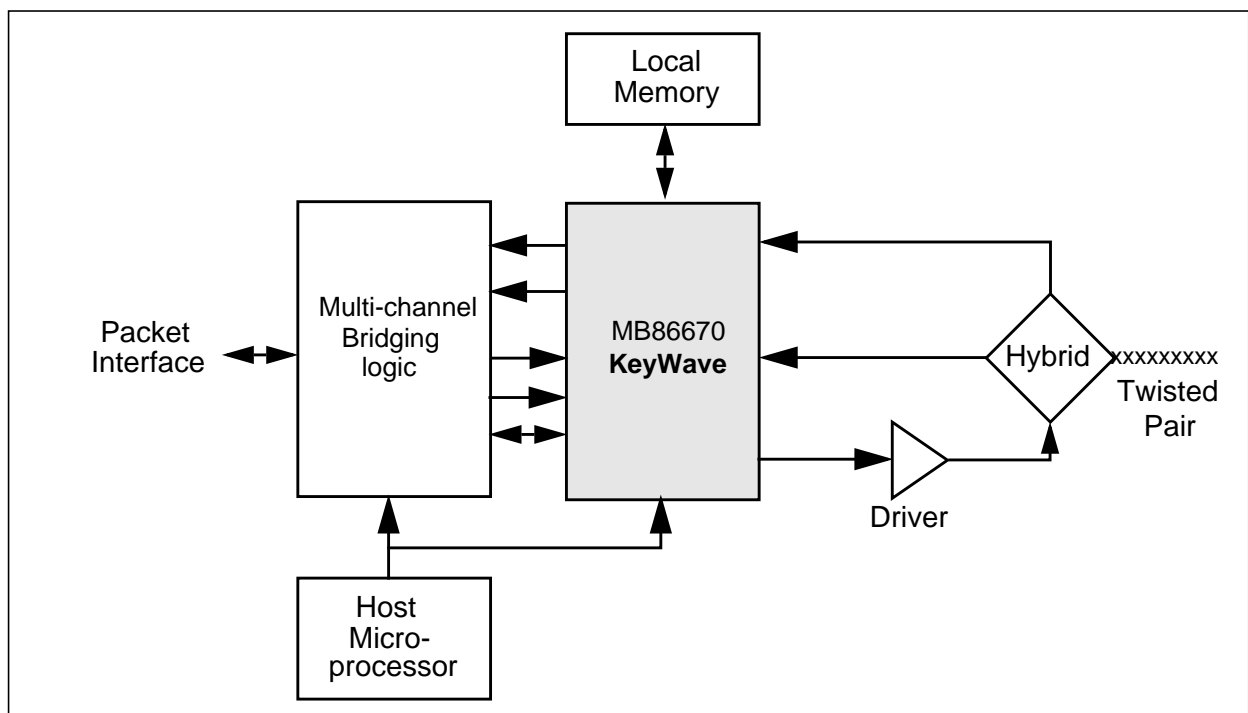 Local
Memory
Multi-channel
Bridging
logic
Packet
Interface
MB86670
KeyWave
Hybrid
xxxxxxxxx
Twisted
Pair
Driver
Host
Micro-
processor